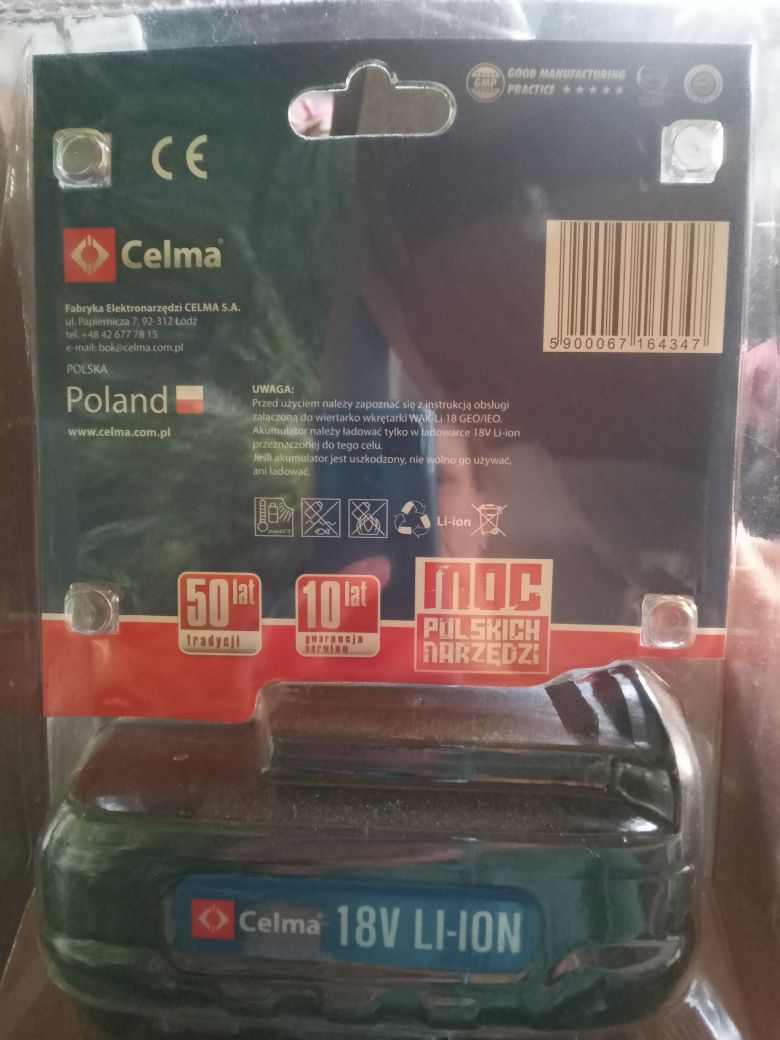 GMP
GOOD MANUFACTURING
PRACTICE ★★★★★
CE
Celma®
Fabryka Elektronarzędzi CELMA S.A.
ul. Papiernicza 7, 92-312 Łódź
tel. +48 42 677 78 15
e-mail: bok@celma.com.pl
POLSKA
Poland
www.celma.com.pl
5 900067 164347
UWAGA:
Przed użyciem należy zapoznać się z instrukcją obsługi
załączoną do wiertarko wkrętarki WAK-Li 18 GEO/IEO.
Akumulator należy ładować tylko w ładowarce 18V Li-ion
przeznaczonej do tego celu.
Jeśli akumulator jest uszkodzony, nie wolno go używać,
ani ładować.
Li-ion
50 lat
tradycji
10 lat
gwarancja
serwisu
MOC
POLSKICH
NARZĘDZI
Celma® 18V LI-ION